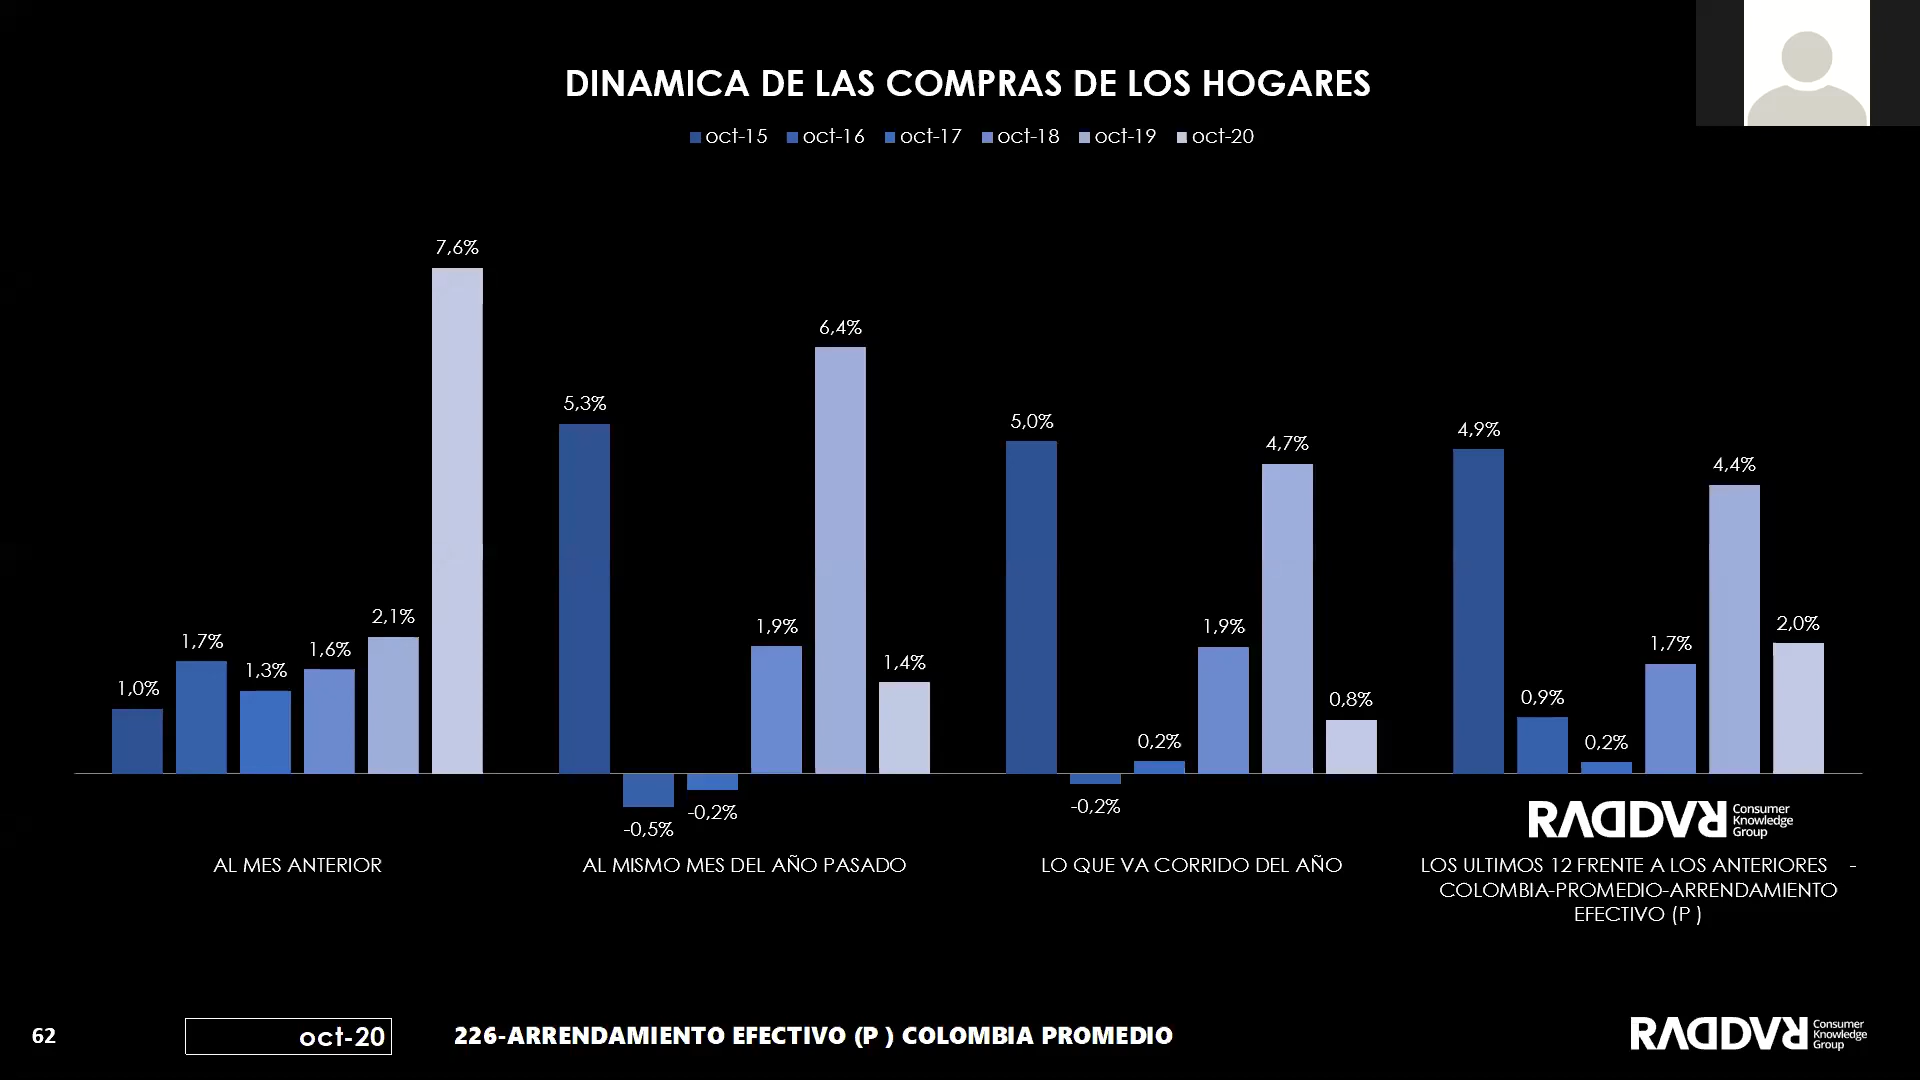 DINAMICA DE LAS COMPRAS DE LOS HOGARES
oct-15 oct-16 oct-17 oct-18 oct-19 oct-20
1,0%
1,7%
1,3%
1,6%
2,1%
7,6%
5,3%
-0,5%
-0,2%
1,9%
6,4%
1,4%
5,0%
-0,2%
0,2%
1,9%
4,7%
0,8%
4,9%
0,9%
0,2%
1,7%
4,4%
2,0%
RADDAR Consumer
Knowledge
Group
AL MES ANTERIOR
AL MISMO MES DEL AÑO PASADO
LO QUE VA CORRIDO DEL AÑO
LOS ULTIMOS 12 FRENTE A LOS ANTERIORES -
COLOMBIA-PROMEDIO-ARRENDAMIENTO
EFECTIVO (P )
62
oct-20
226-ARRENDAMIENTO EFECTIVO (P ) COLOMBIA PROMEDIO
RADDAR Consumer
Knowledge
Group